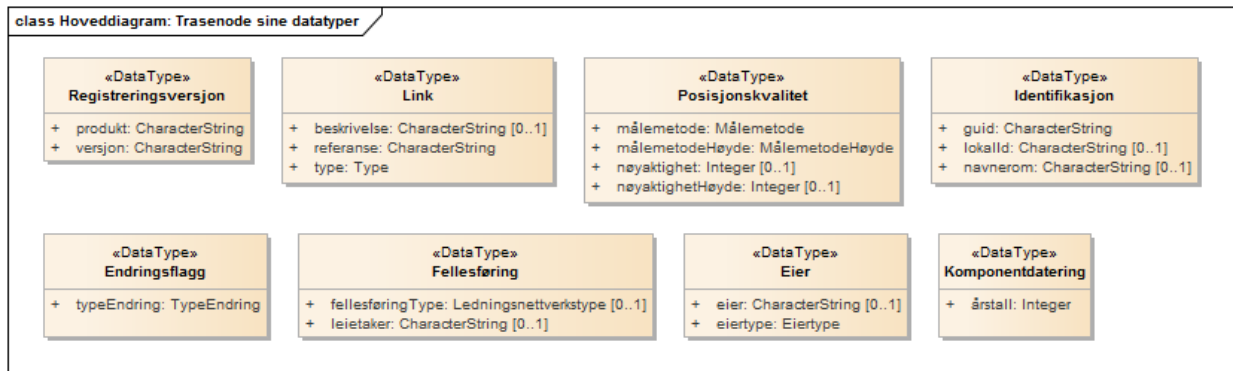 class Hoveddiagram: Trasenode sine datatyper
«DataType»
Registreringsversjon
+ produkt: CharacterString
+ versjon: CharacterString
«DataType»
Link
+ beskrivelse: CharacterString [0..1]
+ referanse: CharacterString
+ type: Type
«DataType»
Posisjonskvalitet
+ målemetode: Målemetode
+ målemetodeHøyde: MålemetodeHøyde
+ nøyaktighet: Integer [0..1]
+ nøyaktighetHøyde: Integer [0..1]
«DataType»
Identifikasjon
+ guid: CharacterString
+ lokalId: CharacterString [0..1]
+ navnerom: CharacterString [0..1]
«DataType»
Endringsflagg
+ typeEndring: TypeEndring
«DataType»
Fellesføring
+ fellesføringType: Ledningsnettverkstype [0..1]
+ leietaker: CharacterString [0..1]
«DataType»
Eier
+ eier: CharacterString [0..1]
+ eiertype: Eiertype
«DataType»
Komponentdatering
+ årstall: Integer